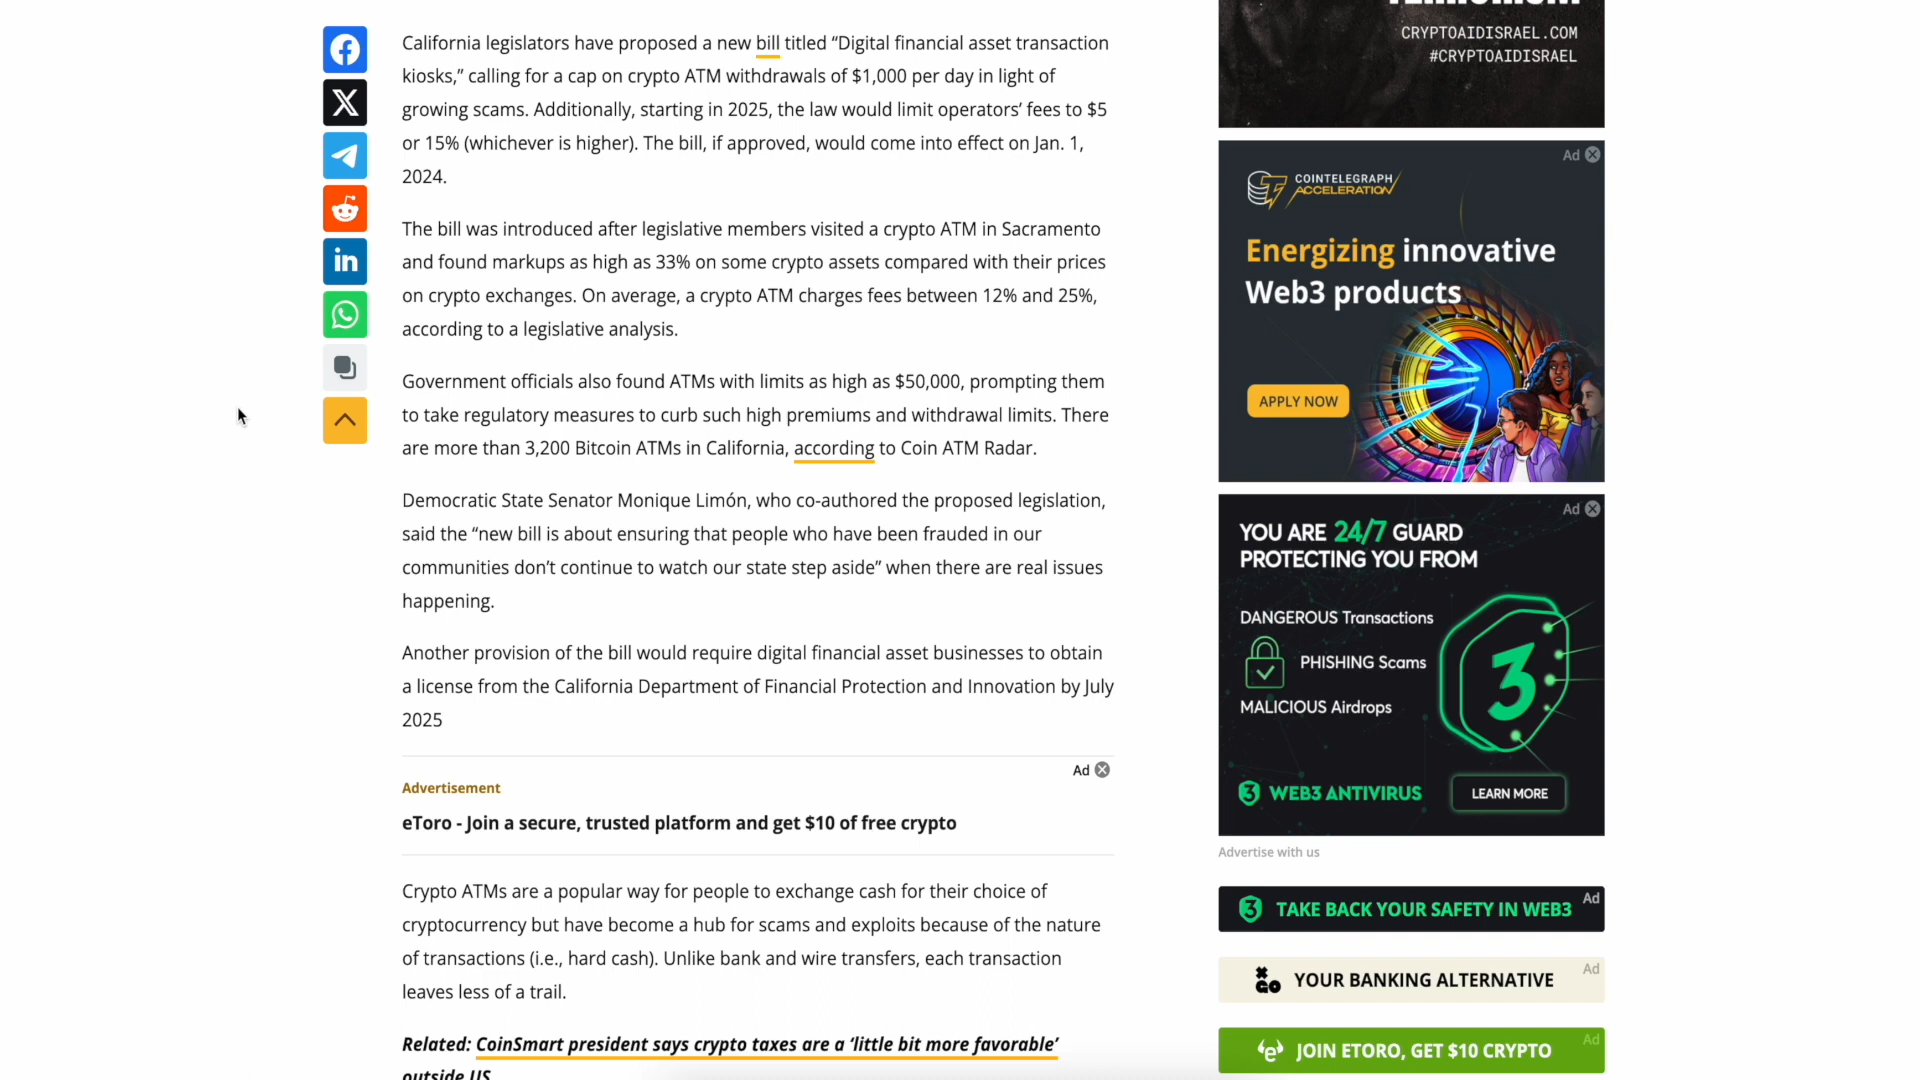 California legislators have proposed a new bill titled “Digital financial asset transaction
kiosks,” calling for a cap on crypto ATM withdrawals of $1,000 per day in light of
growing scams. Additionally, starting in 2025, the law would limit operators’ fees to $5
or 15% (whichever is higher). The bill, if approved, would come into effect on Jan. 1,
2024.
The bill was introduced after legislative members visited a crypto ATM in Sacramento
and found markups as high as 33% on some crypto assets compared with their prices
on crypto exchanges. On average, a crypto ATM charges fees between 12% and 25%,
according to a legislative analysis.
Government officials also found ATMs with limits as high as $50,000, prompting them
to take regulatory measures to curb such high premiums and withdrawal limits. There
are more than 3,200 Bitcoin ATMs in California, according to Coin ATM Radar.
Democratic State Senator Monique Limón, who co-authored the proposed legislation,
said the “new bill is about ensuring that people who have been frauded in our
communities don’t continue to watch our state step aside” when there are real issues
happening.
Another provision of the bill would require digital financial asset businesses to obtain
a license from the California Department of Financial Protection and Innovation by July
2025
Ad
Advertisement
eToro - Join a secure, trusted platform and get $10 of free crypto
Crypto ATMs are a popular way for people to exchange cash for their choice of
cryptocurrency but have become a hub for scams and exploits because of the nature
of transactions (i.e., hard cash). Unlike bank and wire transfers, each transaction
leaves less of a trail.
Related: CoinSmart president says crypto taxes are a ‘little bit more favorable’
outside US
CRYPTOAIDISRAEL.COM
#CRYPTOAIDISRAEL
Ad
COINTELEGRAPH
ACCELERATION
Energizing innovative
Web3 products
APPLY NOW
Ad
YOU ARE 24/7 GUARD
PROTECTING YOU FROM
DANGEROUS Transactions
PHISHING Scams
MALICIOUS Airdrops
3
WEB3 ANTIVIRUS
LEARN MORE
Advertise with us
Ad
TAKE BACK YOUR SAFETY IN WEB3
Ad
YOUR BANKING ALTERNATIVE
Ad
JOIN ETORO, GET $10 CRYPTO